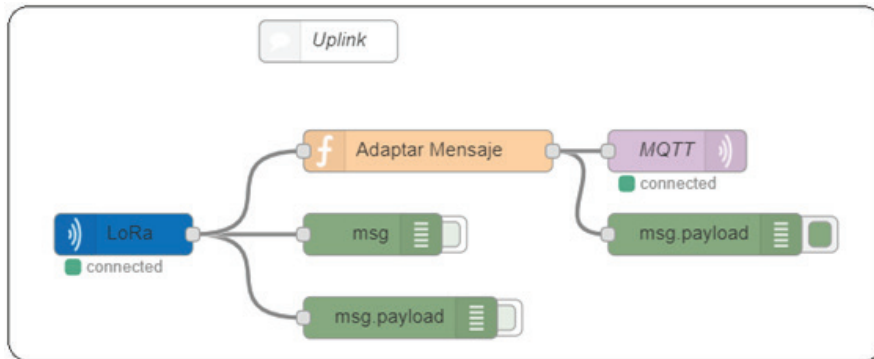 Uplink
Adaptar Mensaje
MQTT
connected
LoRa
msg
msg.payload
connected
msg.payload